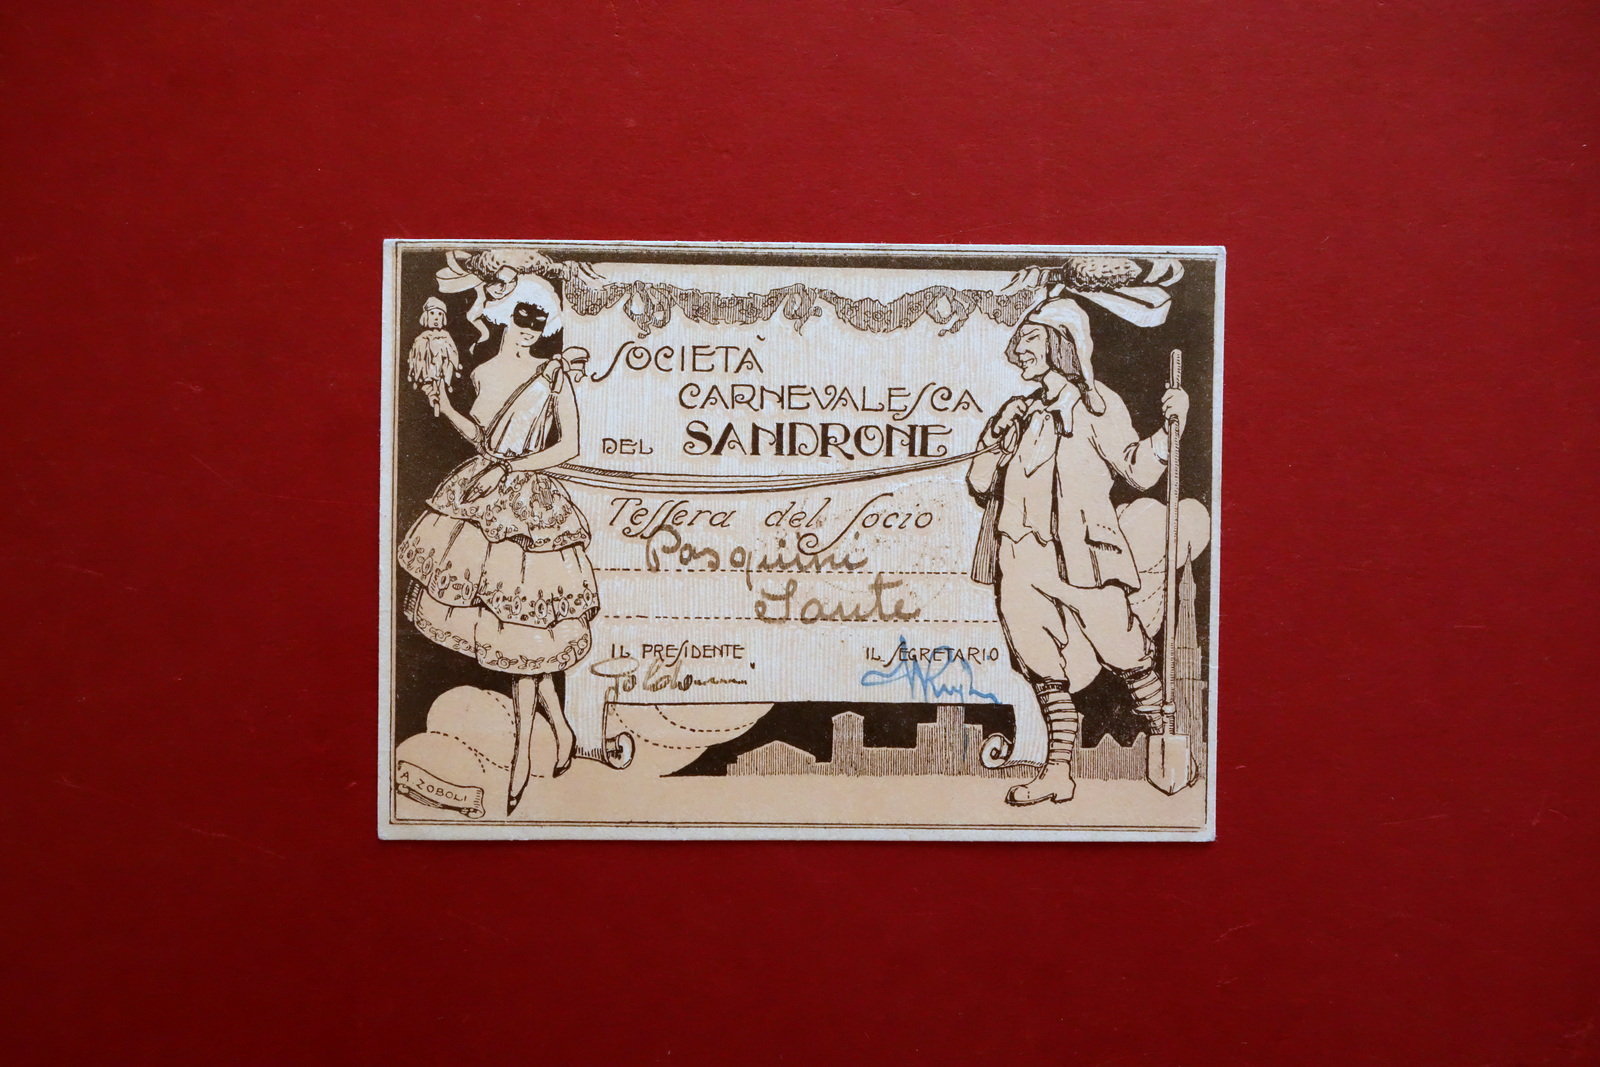 SOCIETÀ
CARNEVALESCA
DEL SANDRONE
Tessera del Socio
Pasquini
Sante
IL PRESIDENTE IL SEGRETARIO
A. ZOBOLI